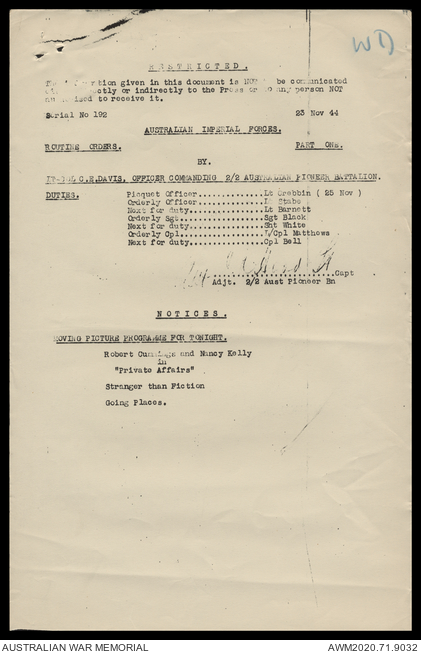 RESTRICTED.
WD
The information given in this document is NOT to be communicated
either directly or indirectly to the Press or to any person NOT
authorised to receive it.
Serial No 192 23 Nov 44
AUSTRALIAN IMPERIAL FORCES.
ROUTINE ORDERS. PART ONE.
BY.
LT-COL C.E.DAVIS. OFFICER COMMANDING 2/2 AUSTRALIAN PIONEER BATTALION.
DUTIES. Picquet Officer.............Lt Crebbin ( 25 Nov )
Orderly Officer.............Lt Stabs
Next for duty...............Lt Barnett
Orderly Sgt.................Sgt Black
Next for duty...............Sht White
Orderly Cpl.................L/Cpl Matthews
Next for duty...............Cpl Bell
Capt
Adjt. 2/2 Aust Pioneer Bn
NOTICES.
MOVING PICTURE PROGRAMME FOR TONIGHT.
Robert Cummings and Nancy Kelly
in
"Private Affairs"
Stranger than Fiction
Going Places.
AUSTRALIAN WAR MEMORIAL AWM2020.71.9032